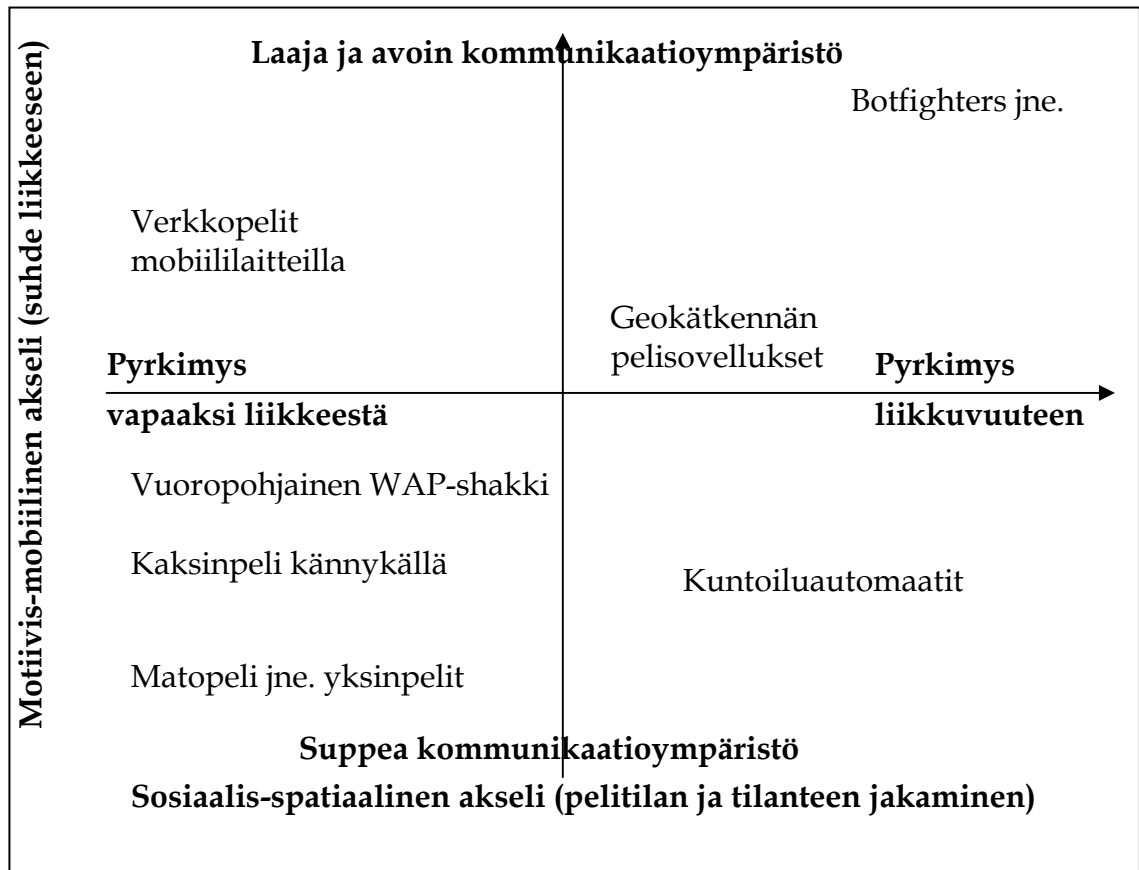 Motiivis-mobiilinen akseli (suhde liikkeeseen)
Laaja ja avoin kommunikaatioympäristö
Botfighters jne.
Verkkopelit
mobiililaitteilla
Geokätkennän
pelisovellukset
Pyrkimys
vapaaksi liikkeestä
Pyrkimys
liikkuvuuteen
Vuoropohjainen WAP-shakki
Kaksinpeli kännykällä
Kuntoiluautomaatit
Matopeli jne. yksinpelit
Suppea kommunikaatioympäristö
Sosiaalis-spatiaalinen akseli (pelitilan ja tilanteen jakaminen)